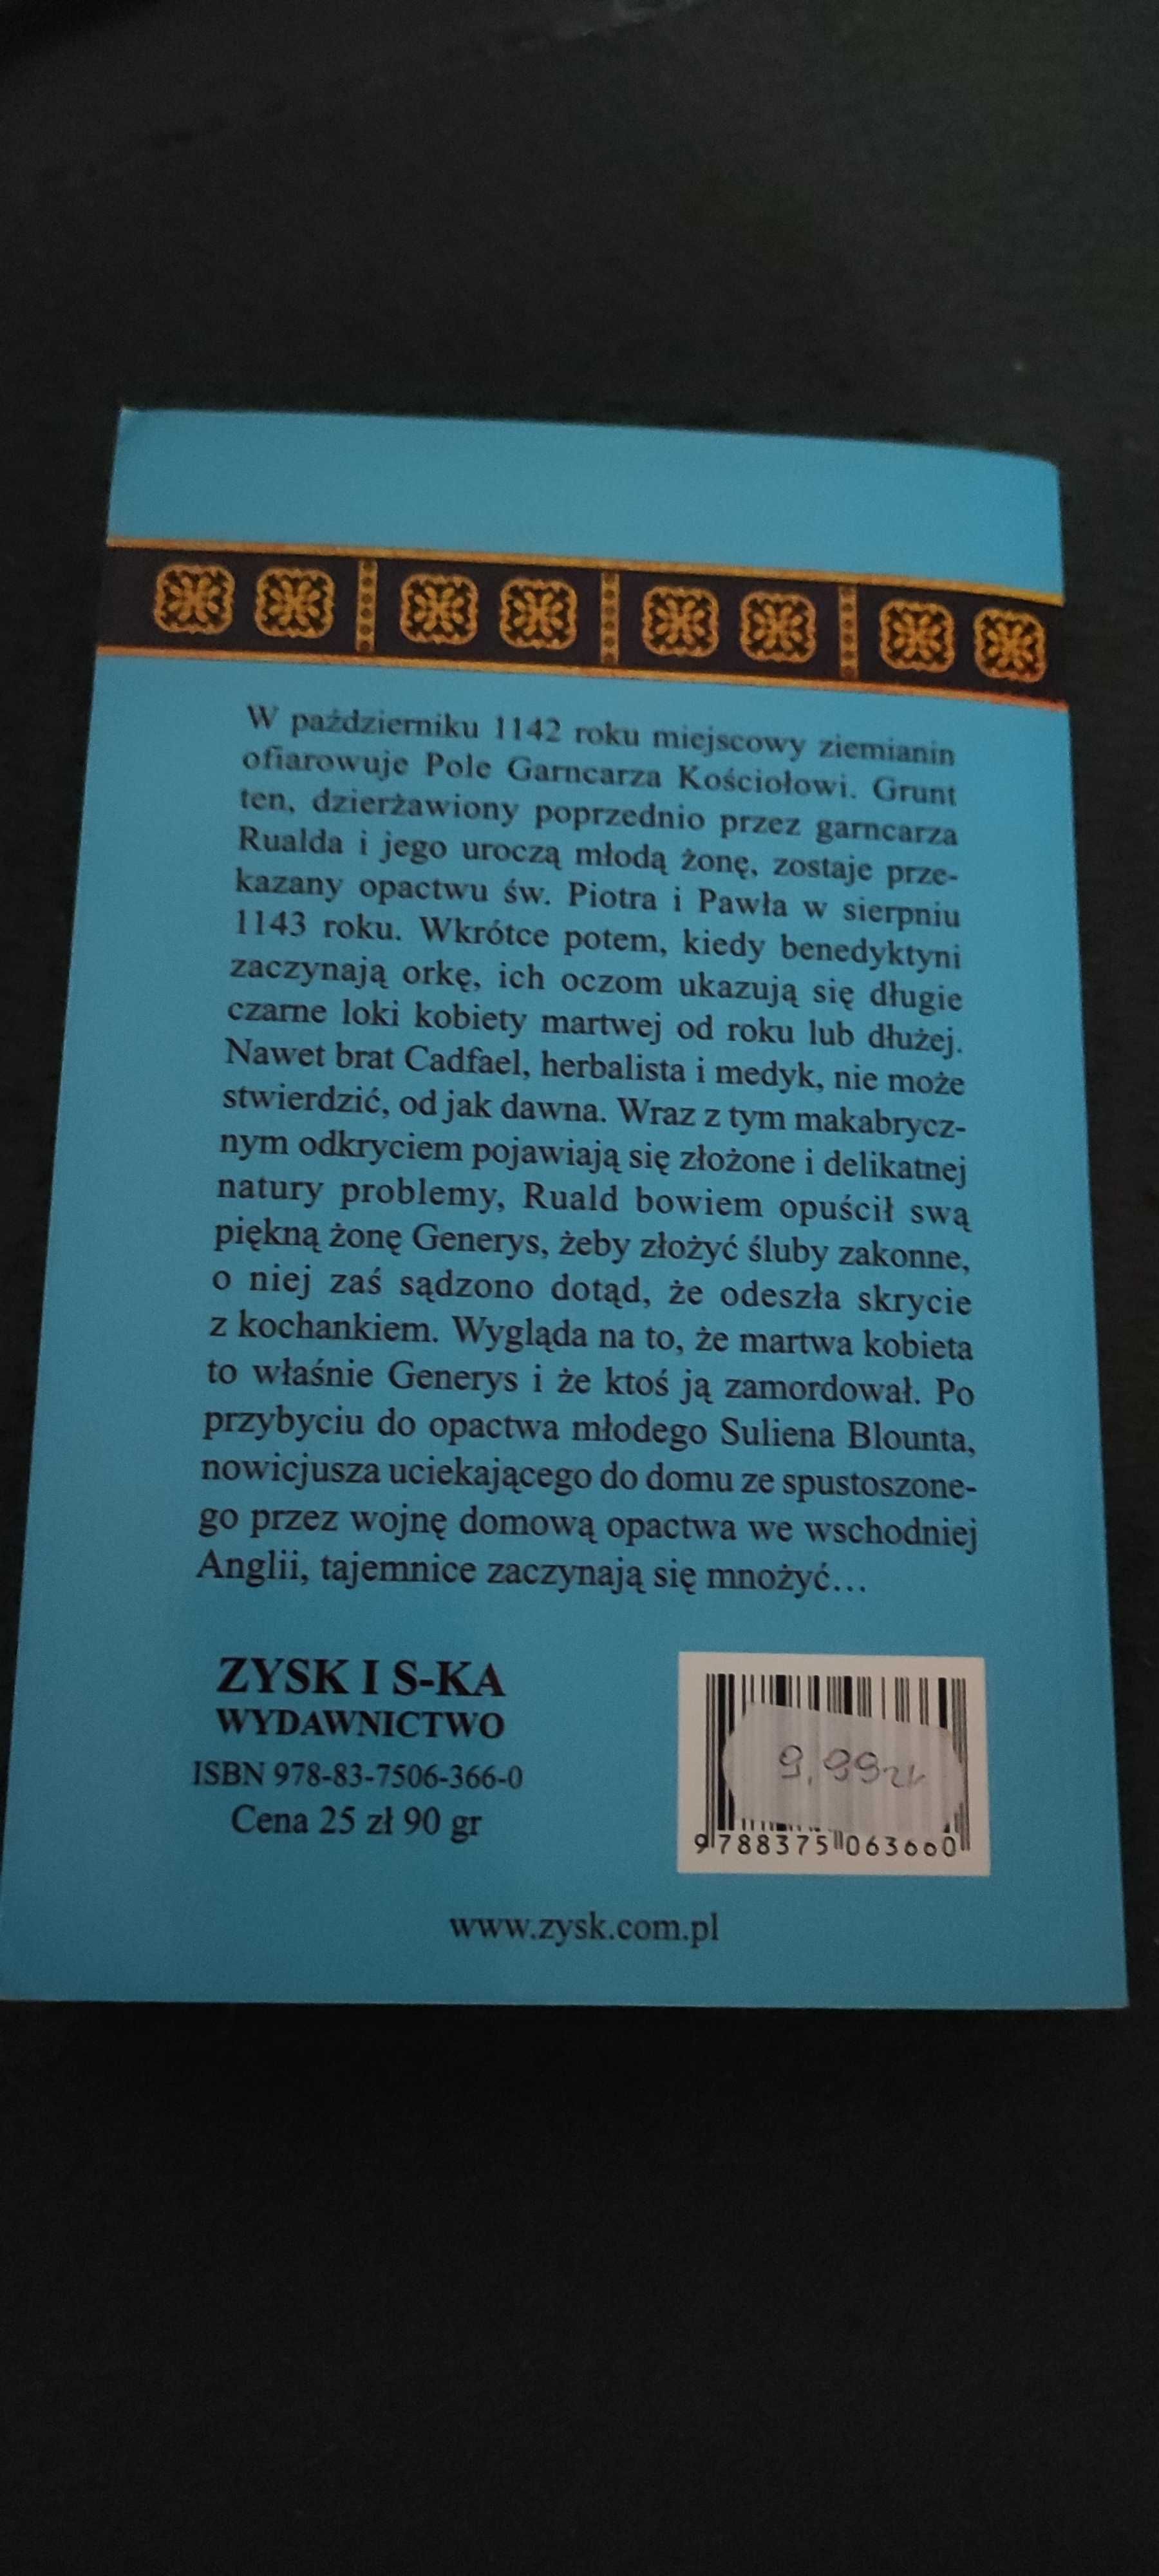 W październiku 1142 roku miejscowy ziemianin
ofiarowuje Pole Garncarza Kościołowi. Grunt
ten, dzierżawiony poprzednio przez garncarza
Rualda i jego uroczą młodą żonę, zostaje prze-
kazany opactwu św. Piotra i Pawła w sierpniu
1143 roku. Wkrótce potem, kiedy benedyktyni
zaczynają orkę, ich oczom ukazują się długie
czarne loki kobiety martwej od roku lub dłużej.
Nawet brat Cadfael, herbalista i medyk, nie może
stwierdzić, od jak dawna. Wraz z tym makabrycz-
nym odkryciem pojawiają się złożone i delikatnej
natury problemy, Ruald bowiem opuścił swą
piękną żonę Generys, żeby złożyć śluby zakonne,
o niej zaś sądzono dotąd, że odeszła skrycie
z kochankiem. Wygląda na to, że martwa kobieta
to właśnie Generys i że ktoś ją zamordował. Po
przybyciu do opactwa młodego Suliena Blounta,
nowicjusza uciekającego do domu ze spustoszone-
go przez wojnę domową opactwa we wschodniej
Anglii, tajemnice zaczynają się mnożyć...
ZYSK I S-KA
WYDAWNICTWO
ISBN 978-83-7506-366-0
Cena 25 zł 90 gr
9,99zł
9 788375 063660
www.zysk.com.pl